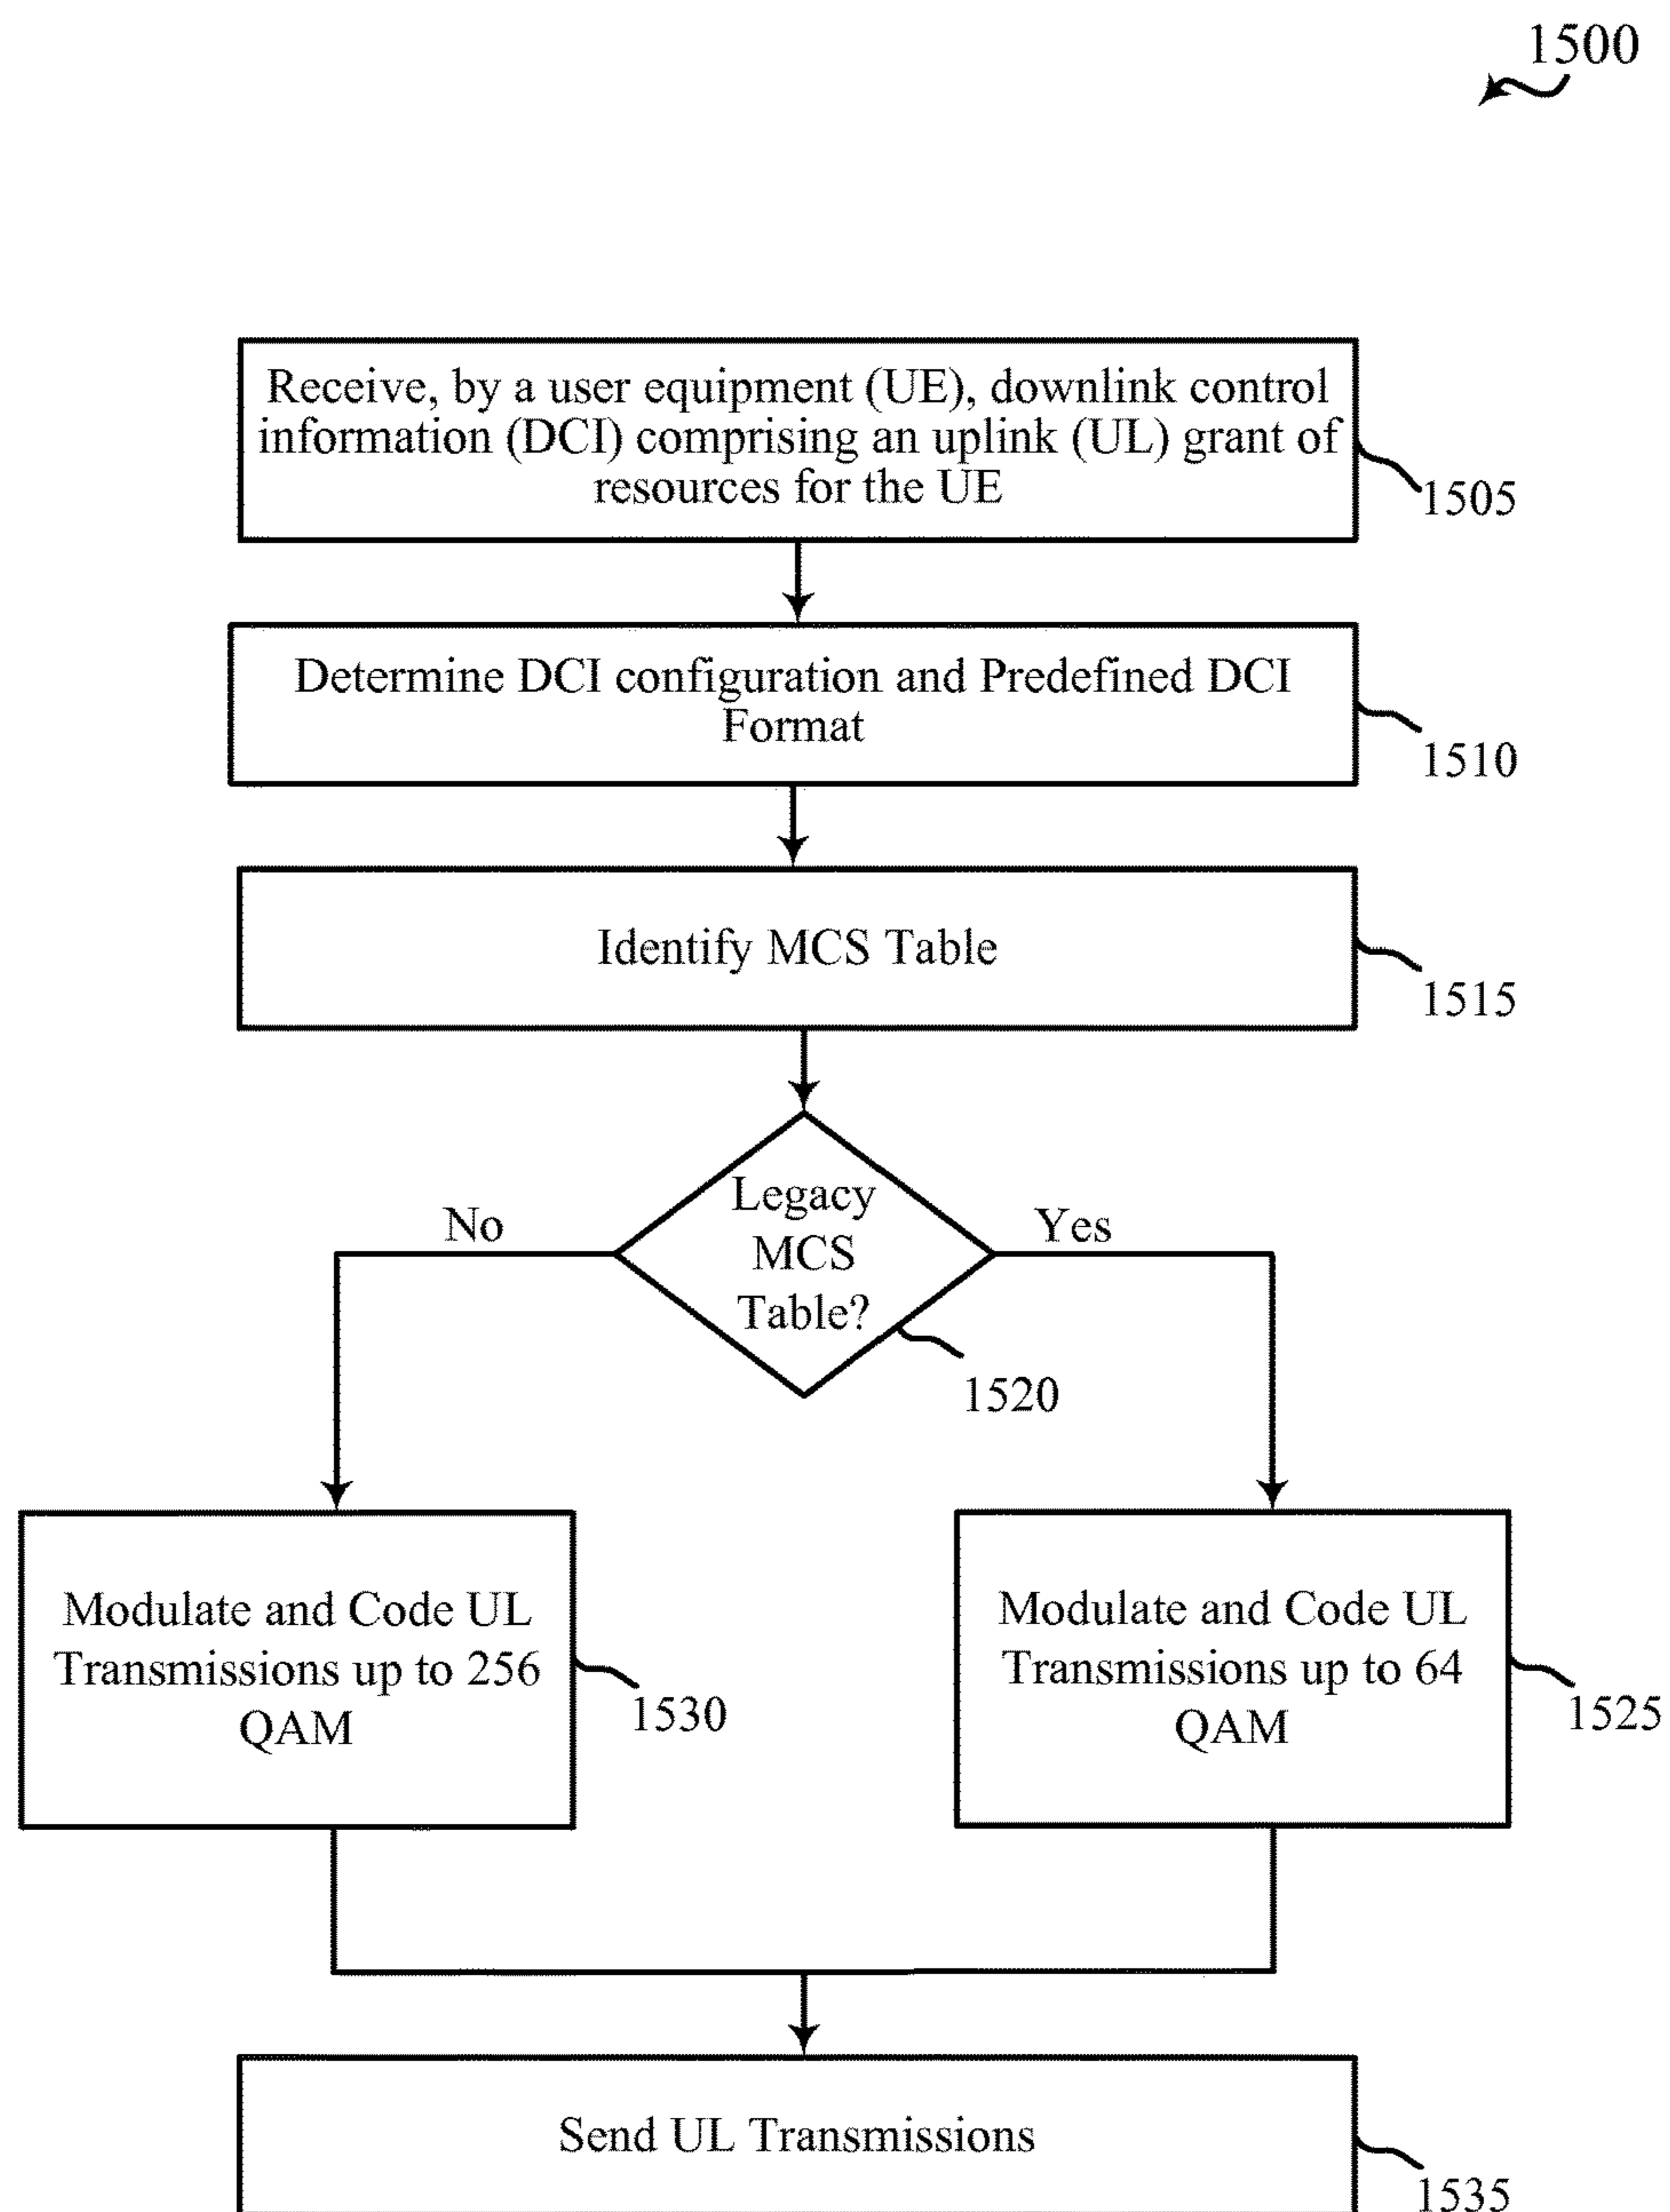 1500
Receive, by a user equipment (UE), downlink control
information (DCI) comprising an uplink (UL) grant of
resources for the UE
1505
Determine DCI configuration and Predefined DCI
Format
1510
Identify MCS Table
1515
No
Legacy
MCS
Table?
Yes
1520
Modulate and Code UL
Transmissions up to 256
QAM
1530
Modulate and Code UL
Transmissions up to 64
QAM
1525
Send UL Transmissions
1535